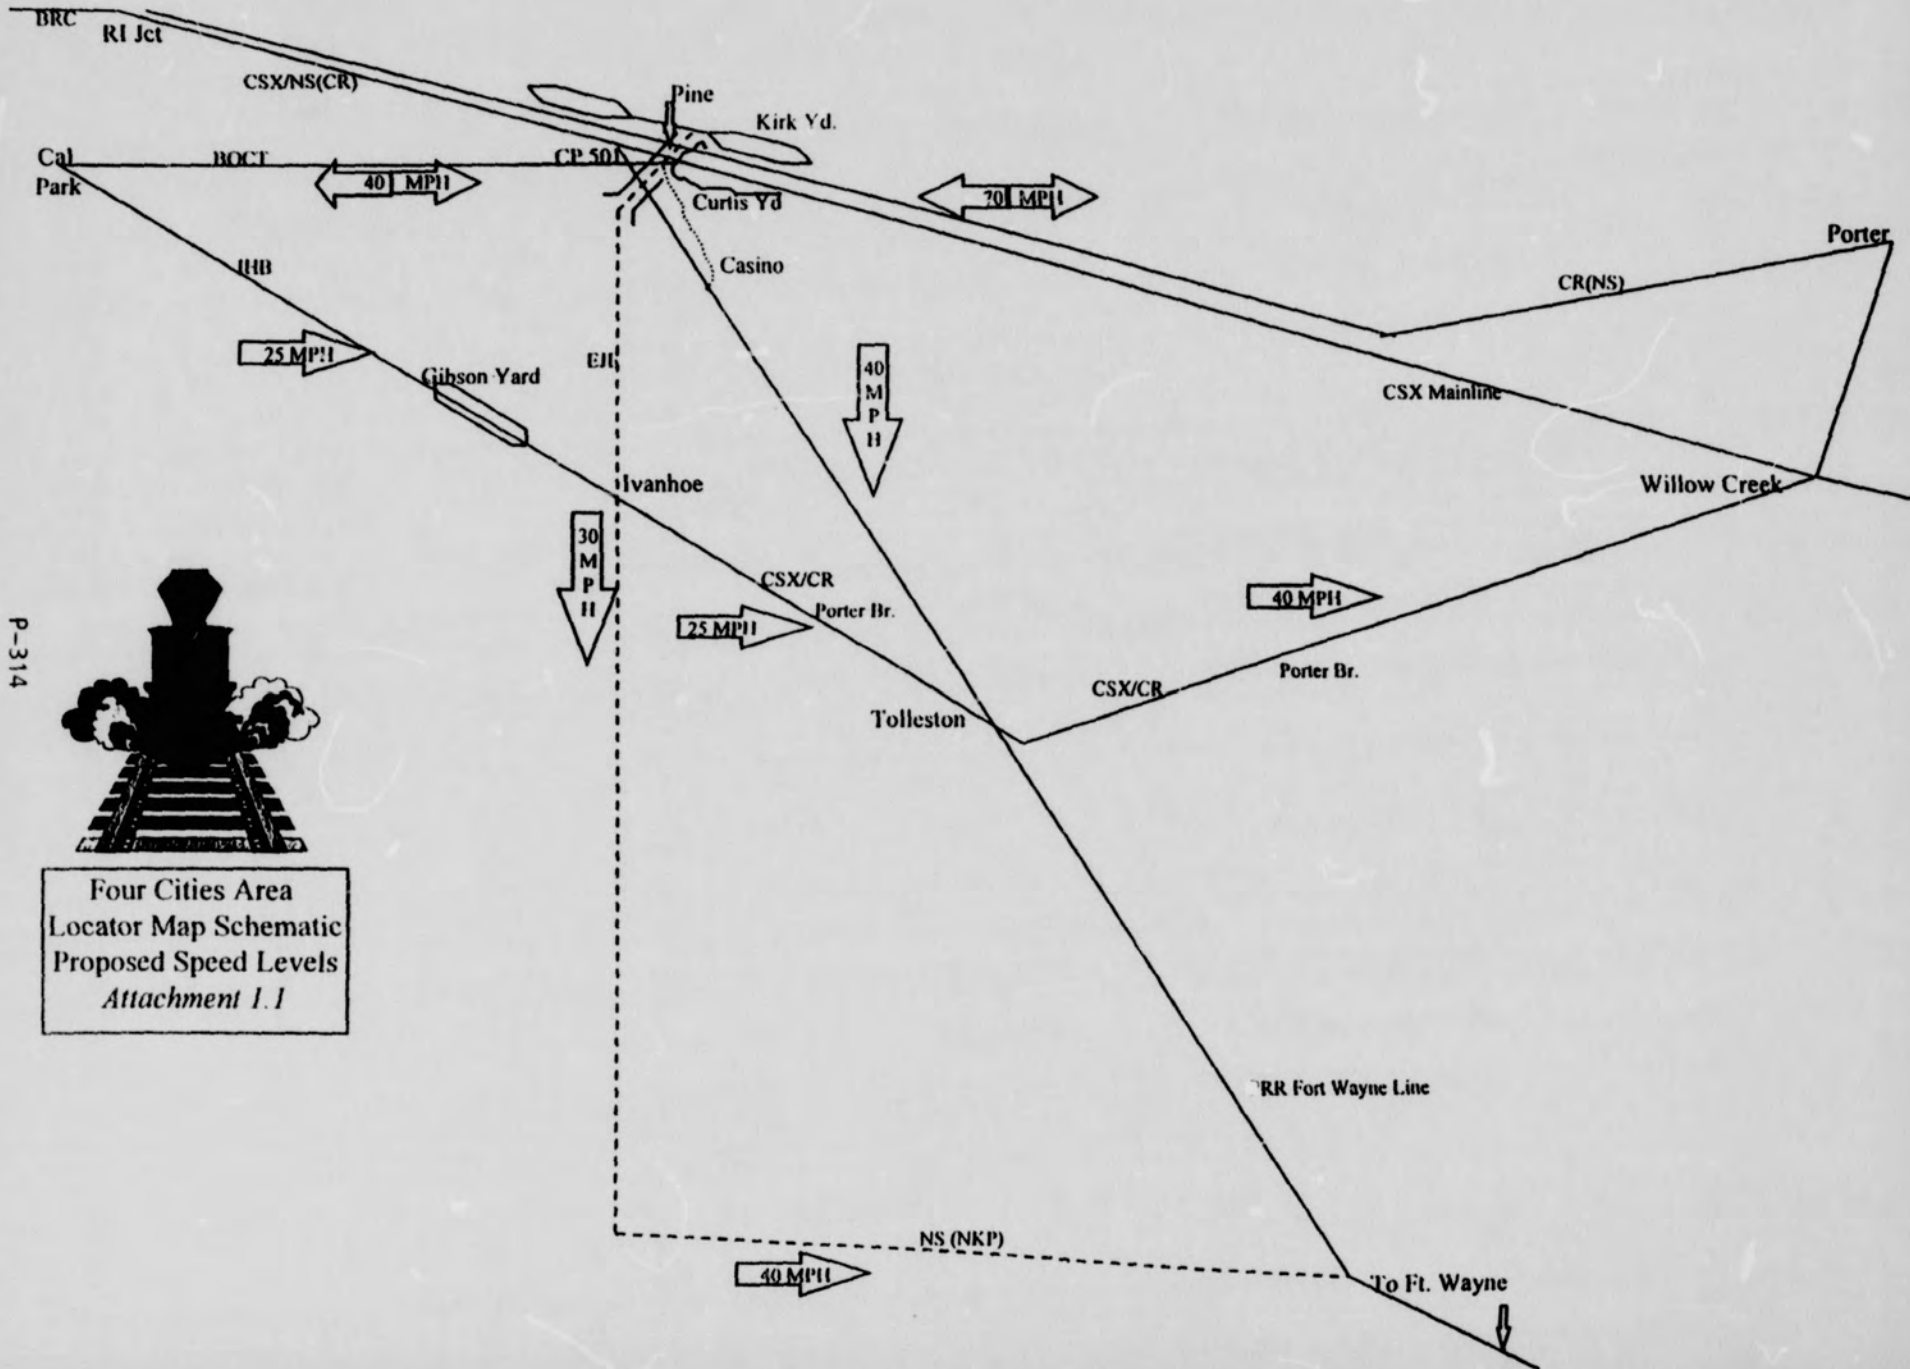 BRC
RI Jct
CSX/NS(CR)
Pine
Kirk Yd.
Cal
Park
BOCT
CP 501
40 MPH
Curtis Yd
70 MPH
Porter
IHB
Casino
CR(NS)
25 MPH
Gibson Yard
EJE
40
M
P
H
CSX Mainline
Ivanhoe
Willow Creek
30
M
P
H
CSX/CR
Porter Br.
25 MPH
40 MPH
P-314
Tolleston
CSX/CR
Porter Br.
Four Cities Area
Locator Map Schematic
Proposed Speed Levels
Attachment 1.1
RR Fort Wayne Line
NS (NKP)
40 MPH
To Ft. Wayne